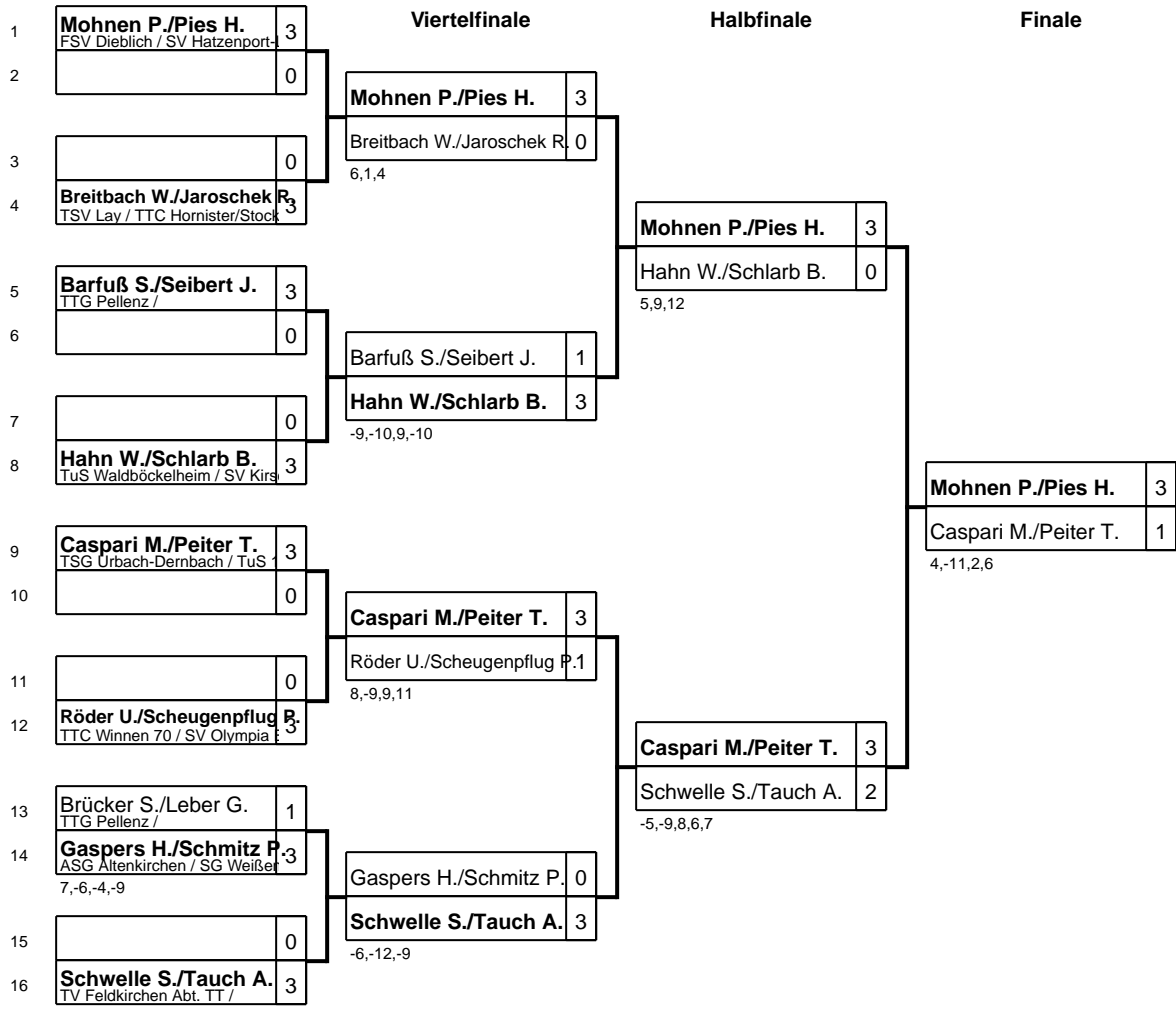 Viertelfinale
Halbfinale
Finale
1
Mohnen P./Pies H. 3
FSV Dieblich / SV Hatzenport-
2
0
3
0
4
Breitbach W./Jaroschek R. 3
TSV Lay / TTC Hornister/Stock
5
Barfuß S./Seibert J. 3
TTG Pellenz /
6
0
7
0
8
Hahn W./Schlarb B. 3
TuS Waldböckelheim / SV Kirs
9
Caspari M./Peiter T. 3
TSG Urbach-Dernbach / TuS
10
0
11
0
12
Röder U./Scheugenpflug P. 3
TTC Winnen 70 / SV Olympia
13
Brücker S./Leber G. 1
TTG Pellenz /
14
Gaspers H./Schmitz P. 3
ASG Altenkirchen / SG Weißer
7,-6,-4,-9
15
0
16
Schwelle S./Tauch A. 3
TV Feldkirchen Abt. TT /
Mohnen P./Pies H. 3
Breitbach W./Jaroschek R. 0
6,1,4
Barfuß S./Seibert J. 1
Hahn W./Schlarb B. 3
-9,-10,9,-10
Caspari M./Peiter T. 3
Röder U./Scheugenpflug P. 1
8,-9,9,11
Gaspers H./Schmitz P. 0
Schwelle S./Tauch A. 3
-6,-12,-9
Mohnen P./Pies H. 3
Hahn W./Schlarb B. 0
5,9,12
Caspari M./Peiter T. 3
Schwelle S./Tauch A. 2
-5,-9,8,6,7
Mohnen P./Pies H. 3
Caspari M./Peiter T. 1
4,-11,2,6